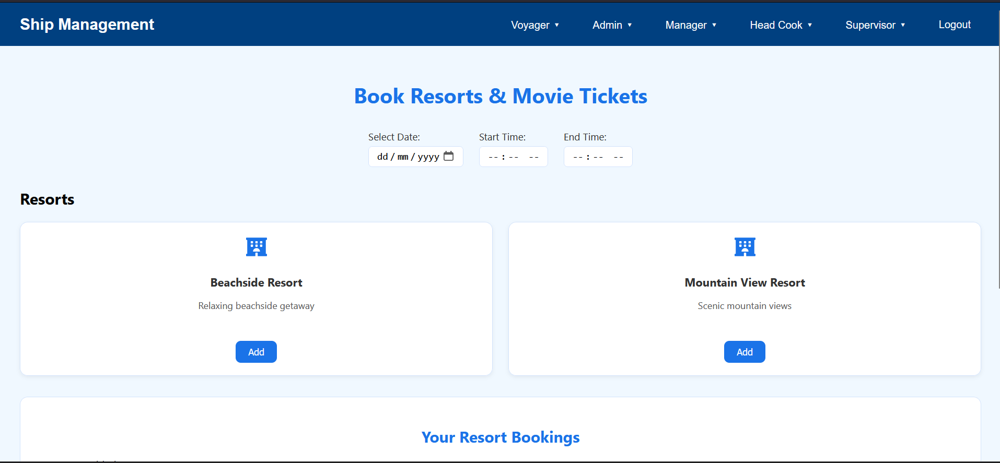 Ship Management
Voyager ▼ Admin ▼ Manager ▼ Head Cook ▼ Supervisor ▼ Logout
Book Resorts & Movie Tickets
Select Date: Start Time: End Time:
dd/mm/yyyy --:-- -- --:-- --
Resorts
Beachside Resort
Relaxing beachside getaway
Add
Mountain View Resort
Scenic mountain views
Add
Your Resort Bookings